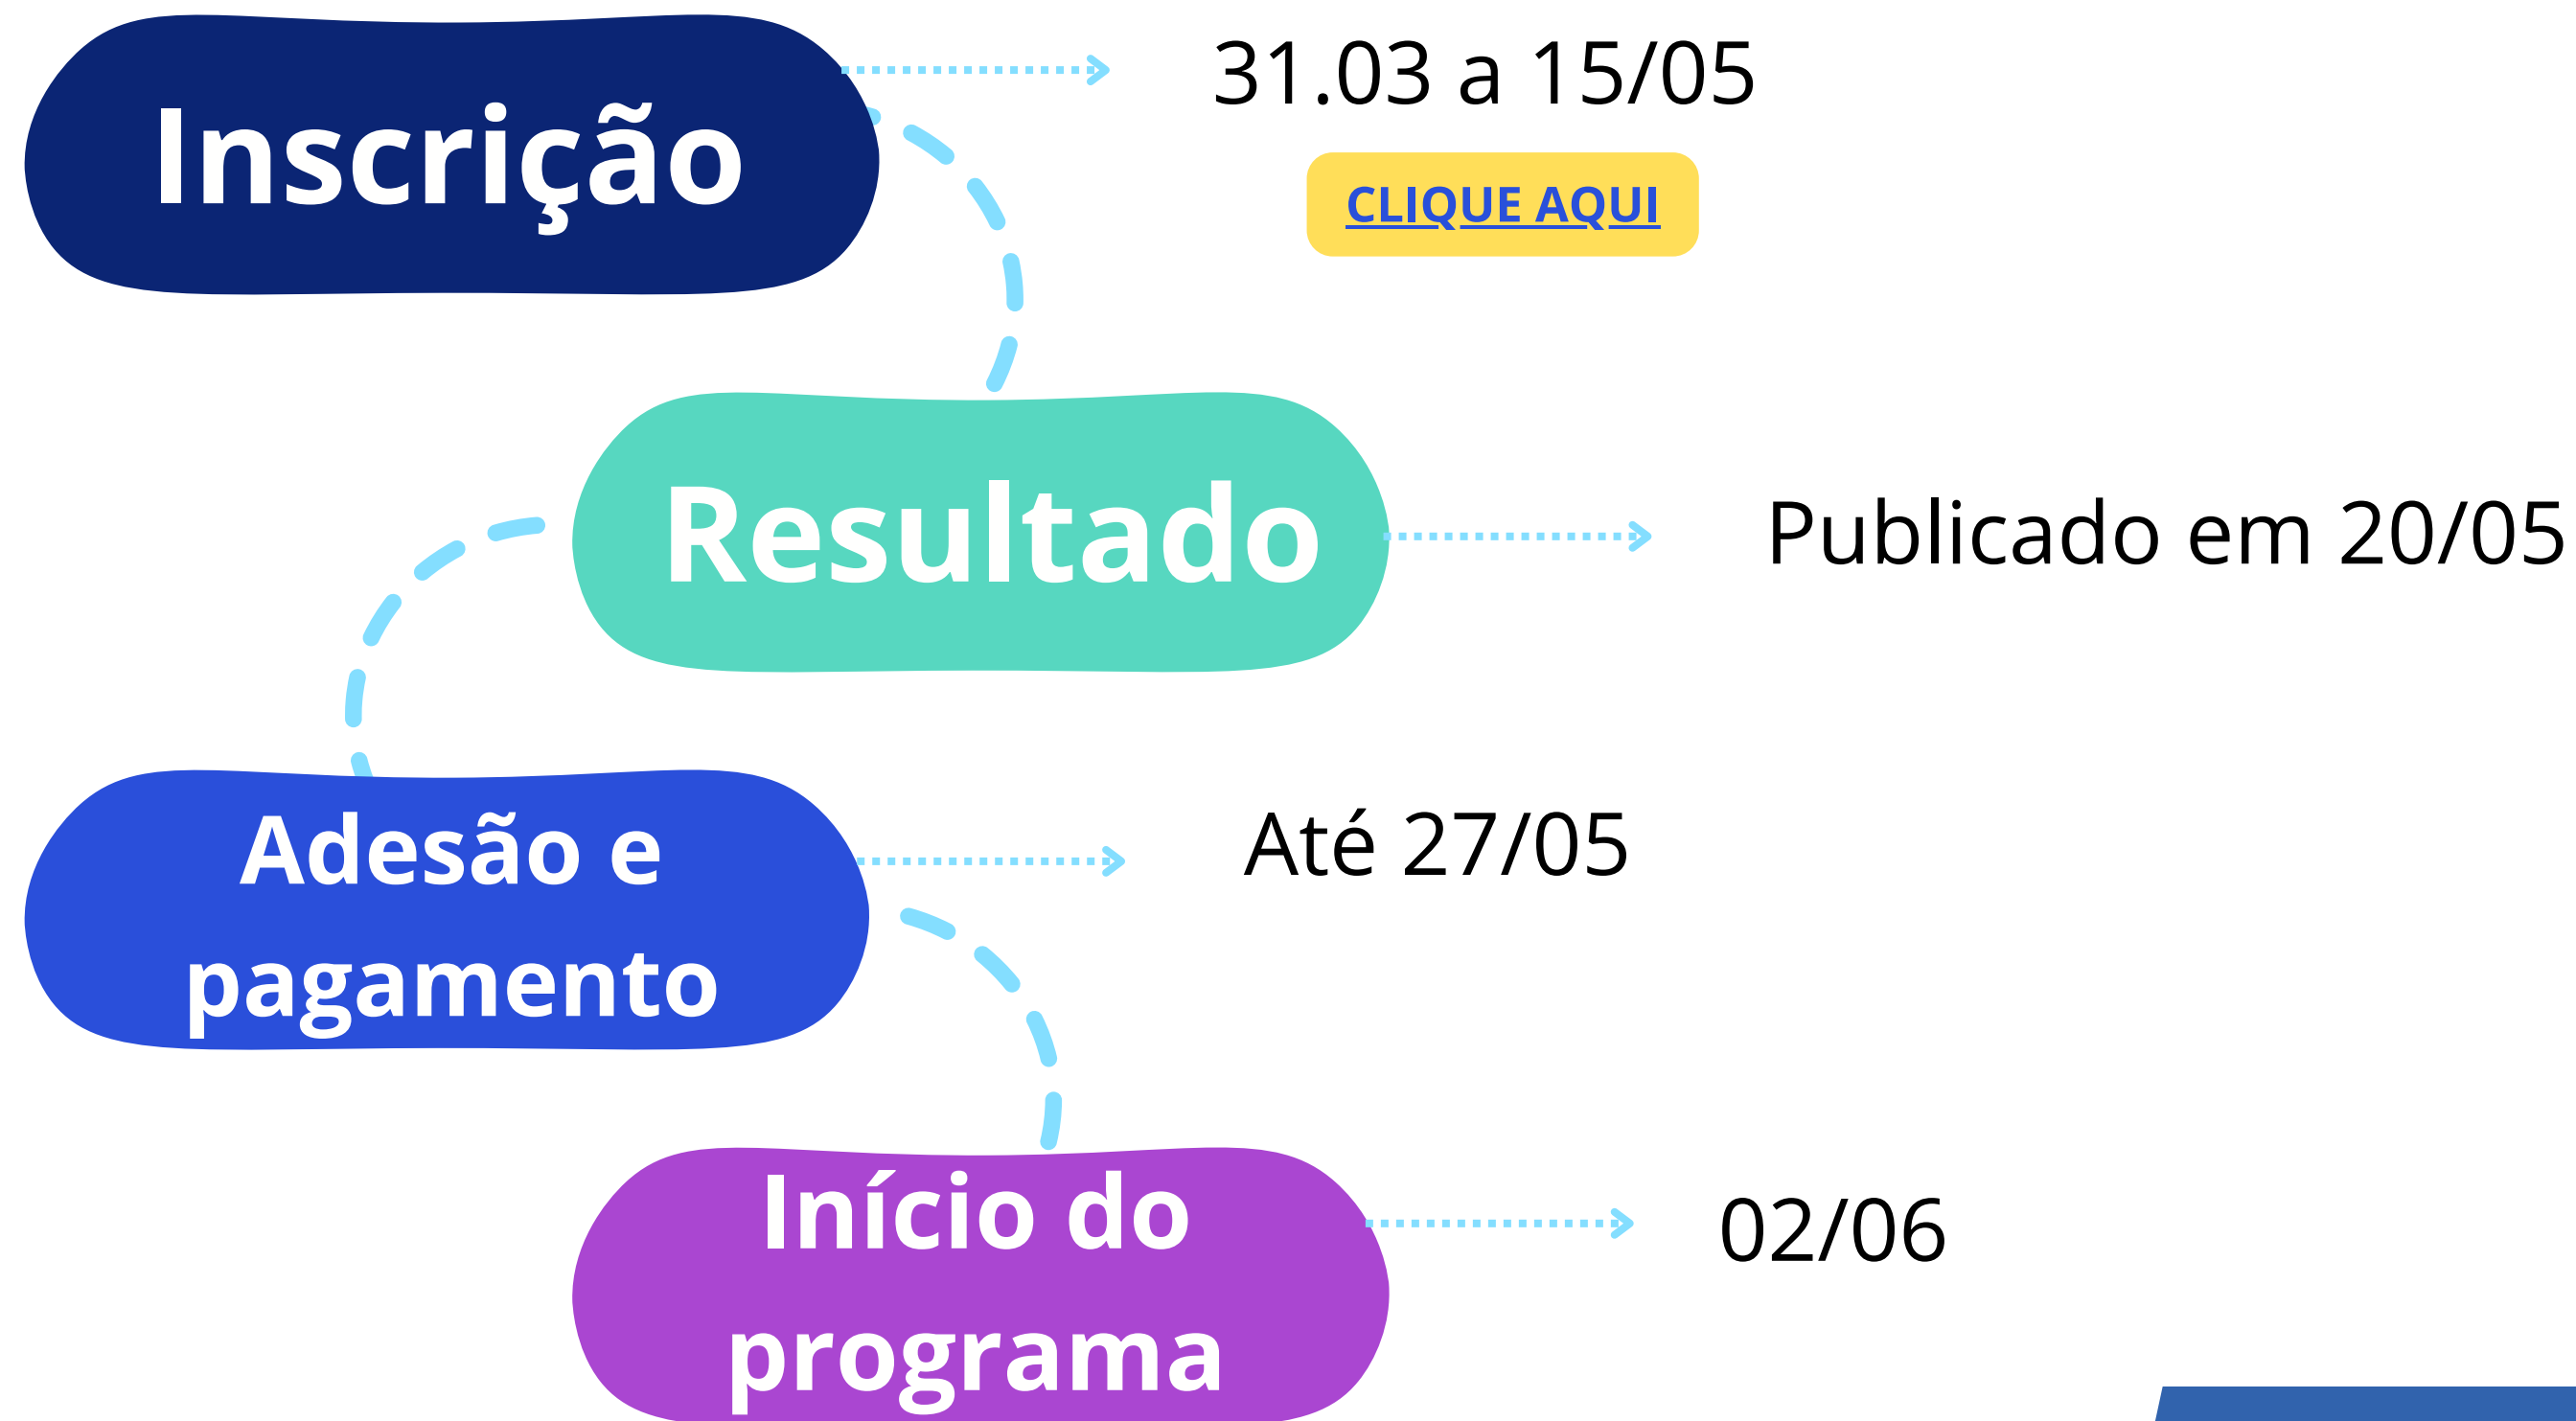 Inscrição
31.03 a 15/05
CLIQUE AQUI
Resultado
Publicado em 20/05
Adesão e
pagamento
Até 27/05
Início do
programa
02/06